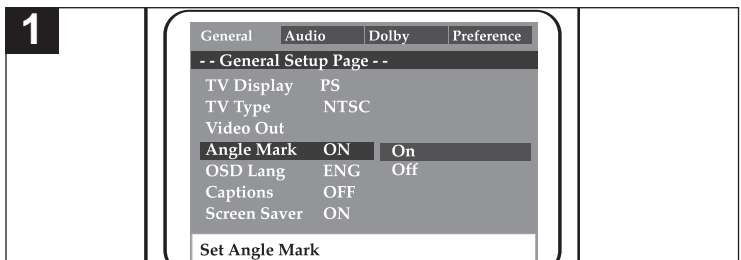 1
General Audio Dolby Preference
- - General Setup Page - -
TV Display PS
TV Type NTSC
Video Out
Angle Mark ON On
OSD Lang ENG Off
Captions OFF
Screen Saver ON
Set Angle Mark